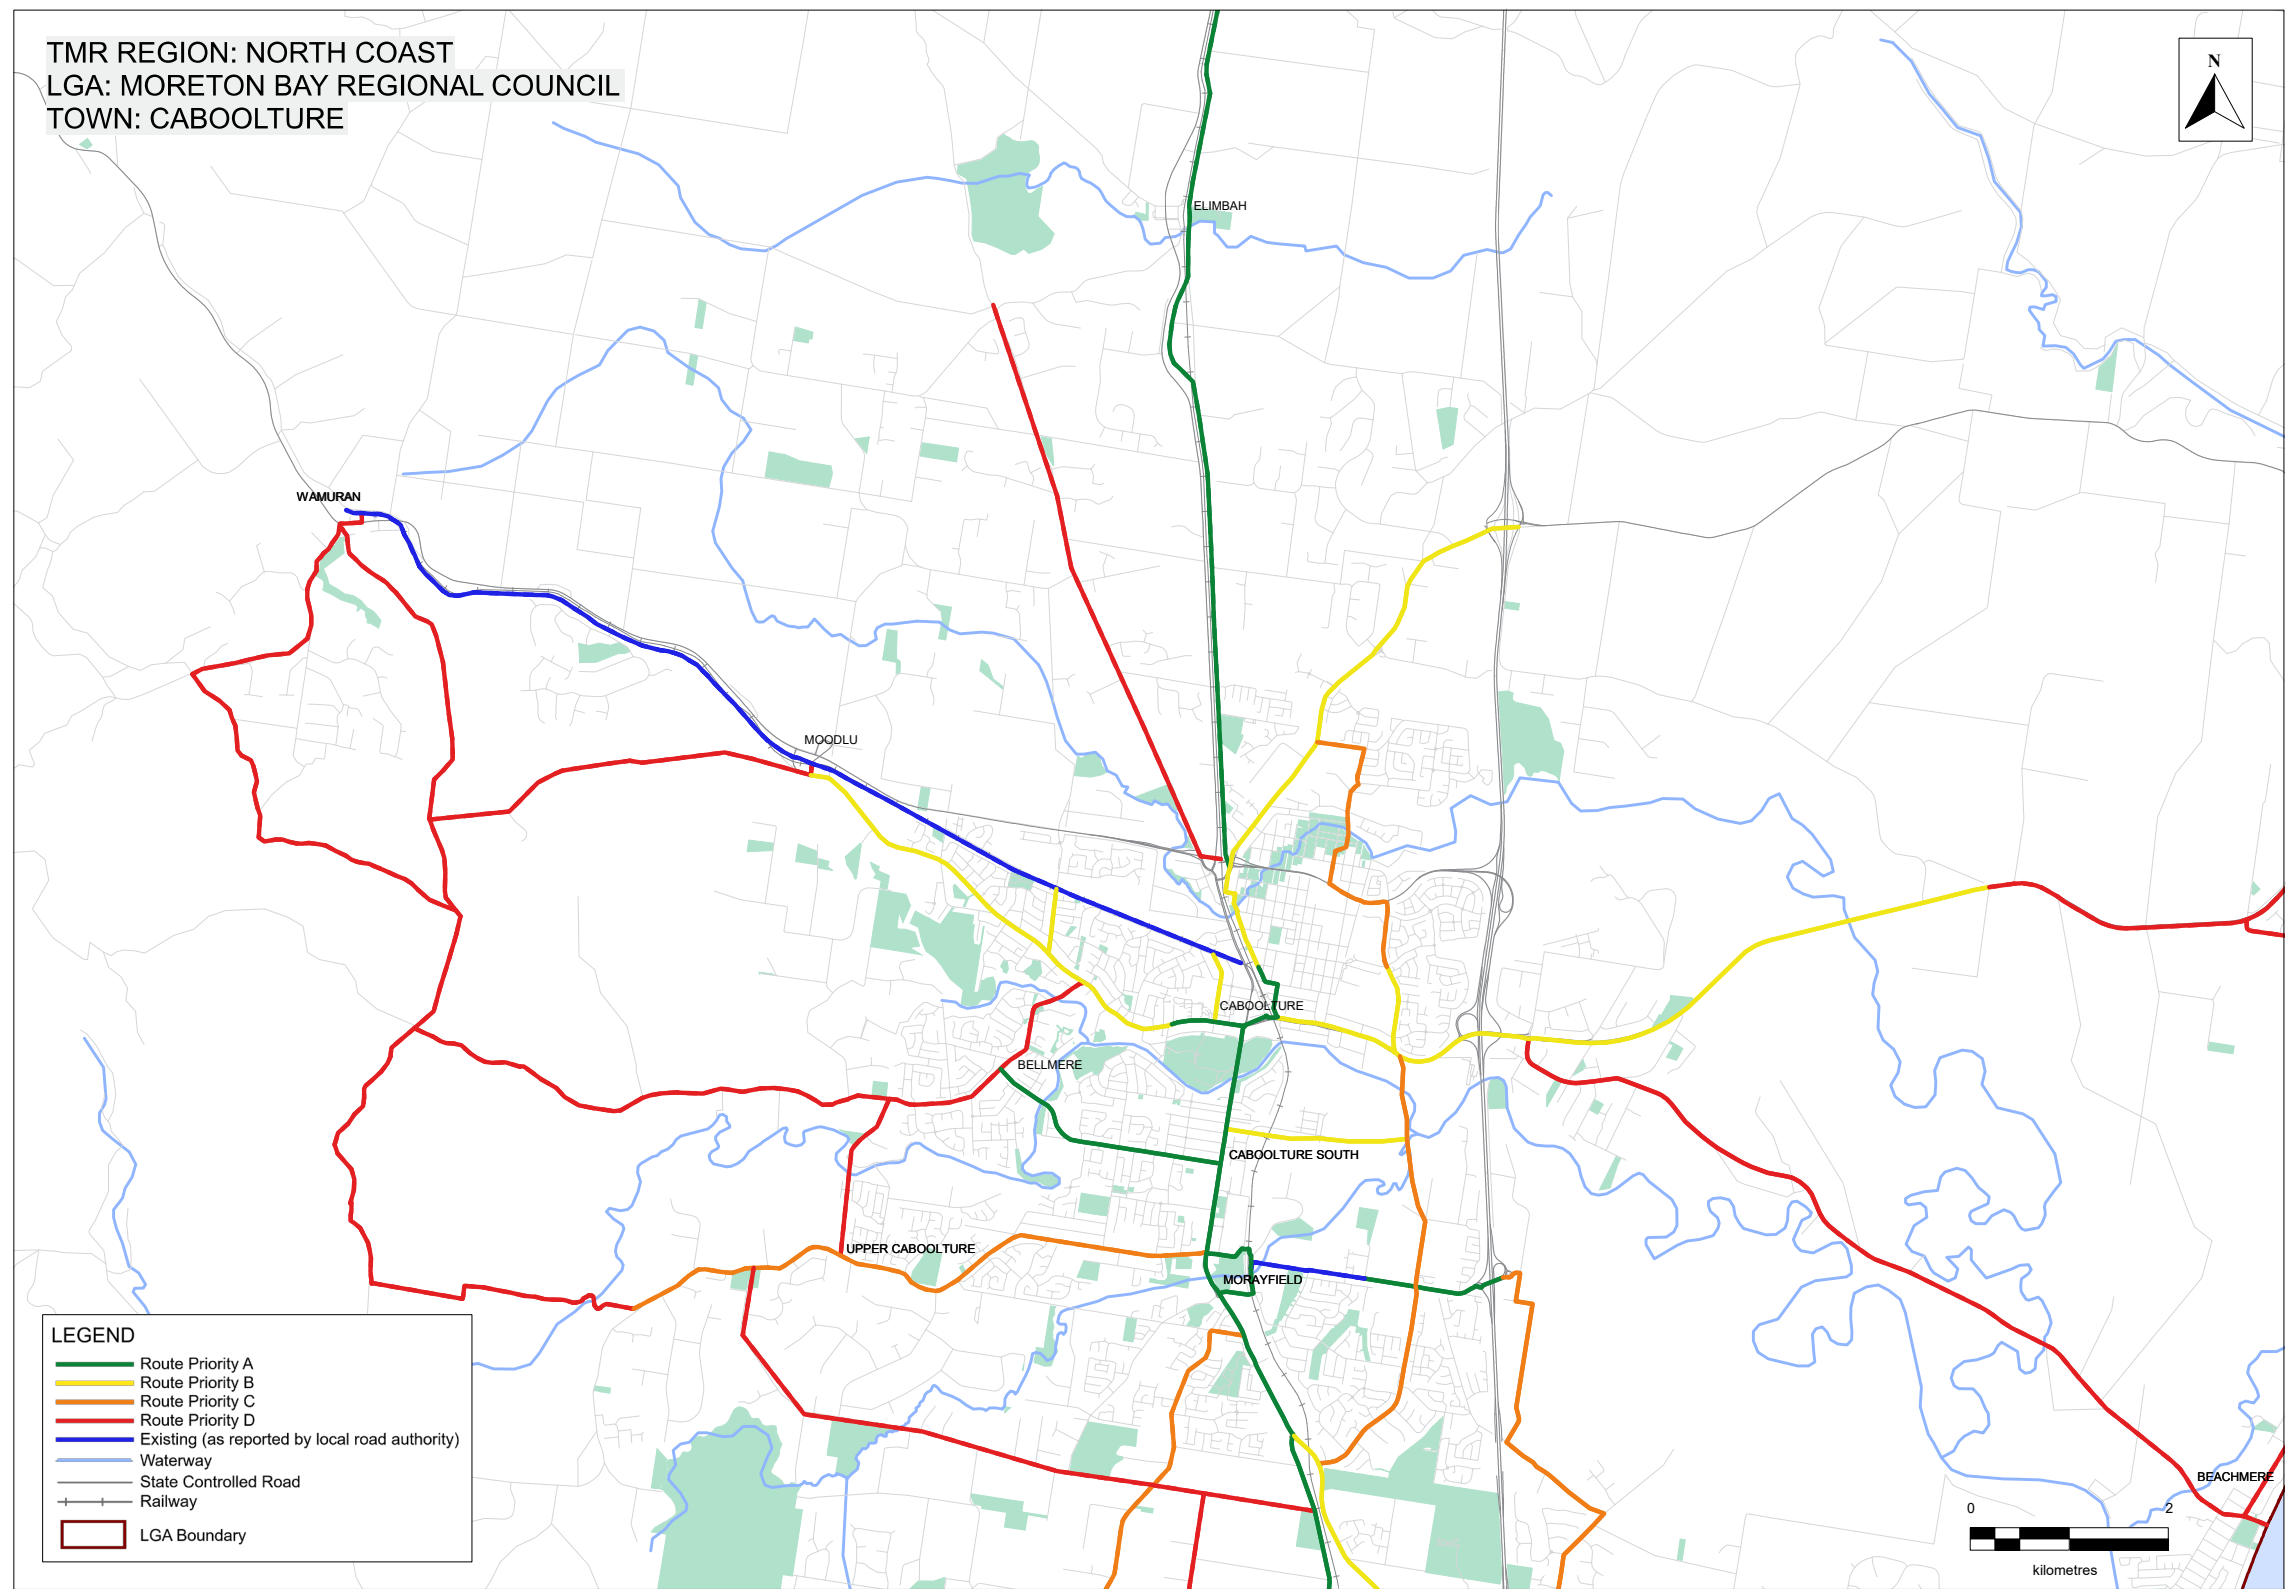 TMR REGION: NORTH COAST
LGA: MORETON BAY REGIONAL COUNCIL
TOWN: CABOOLTURE
N
ELIMBAH
WAMURAN
MOODLU
CABOOLTURE
BELLMERE
CABOOLTURE SOUTH
UPPER CABOOLTURE
MORAYFIELD
BEACHMERE
LEGEND
Route Priority A
Route Priority B
Route Priority C
Route Priority D
Existing (as reported by local road authority)
Waterway
State Controlled Road
Railway
LGA Boundary
0 2
kilometres